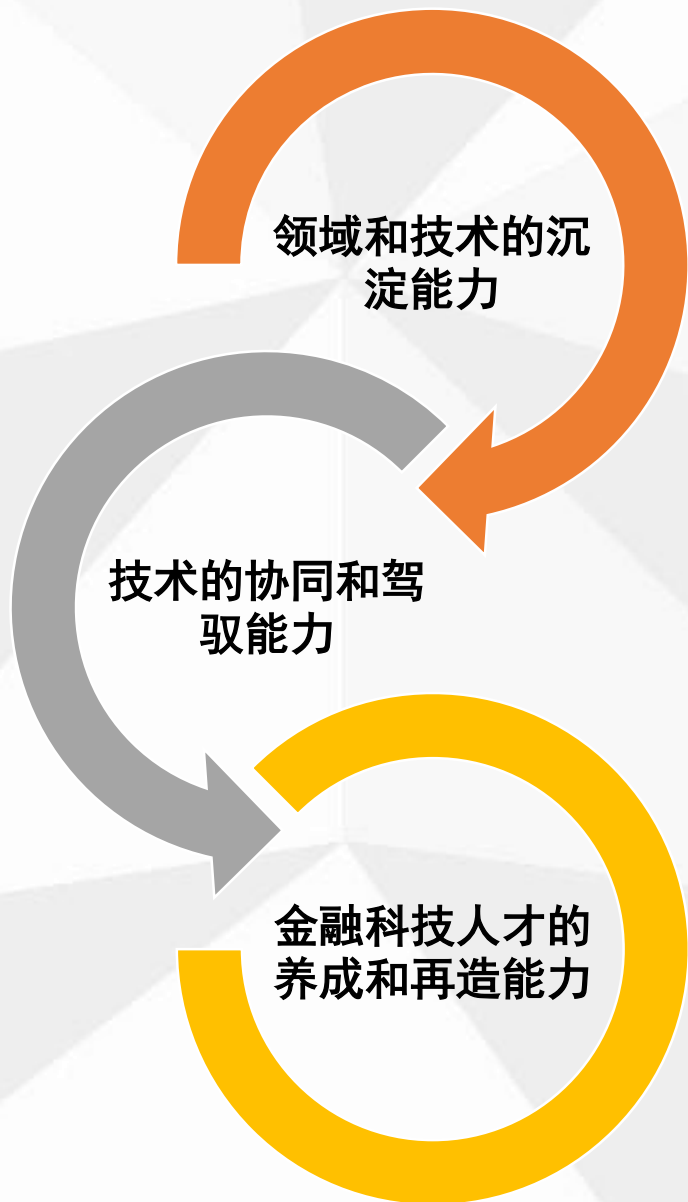 领域和技术的沉
淀能力
技术的协同和驾
驭能力
金融科技人才的
养成和再造能力